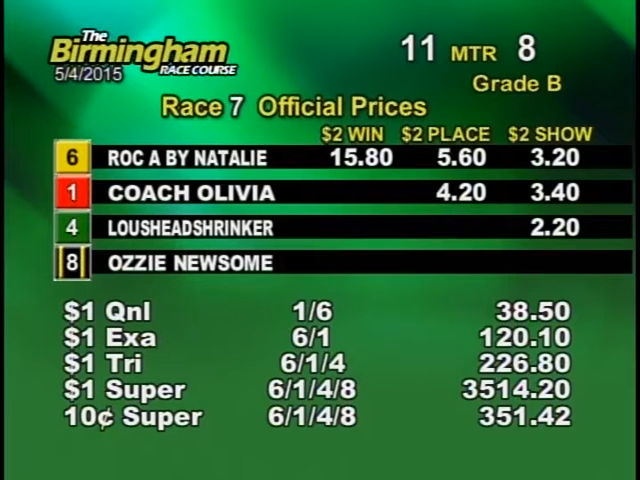 The
Birmingham
RACE COURSE
5/4/2015
11 MTR 8
Grade B
Race 7 Official Prices
$2 WIN $2 PLACE $2 SHOW
6 ROC A BY NATALIE 15.80 5.60 3.20
1 COACH OLIVIA 4.20 3.40
4 LOUSHEADSHRINKER 2.20
8 OZZIE NEWSOME
$1 Qnl 1/6 38.50
$1 Exa 6/1 120.10
$1 Tri 6/1/4 226.80
$1 Super 6/1/4/8 3514.20
10¢ Super 6/1/4/8 351.42